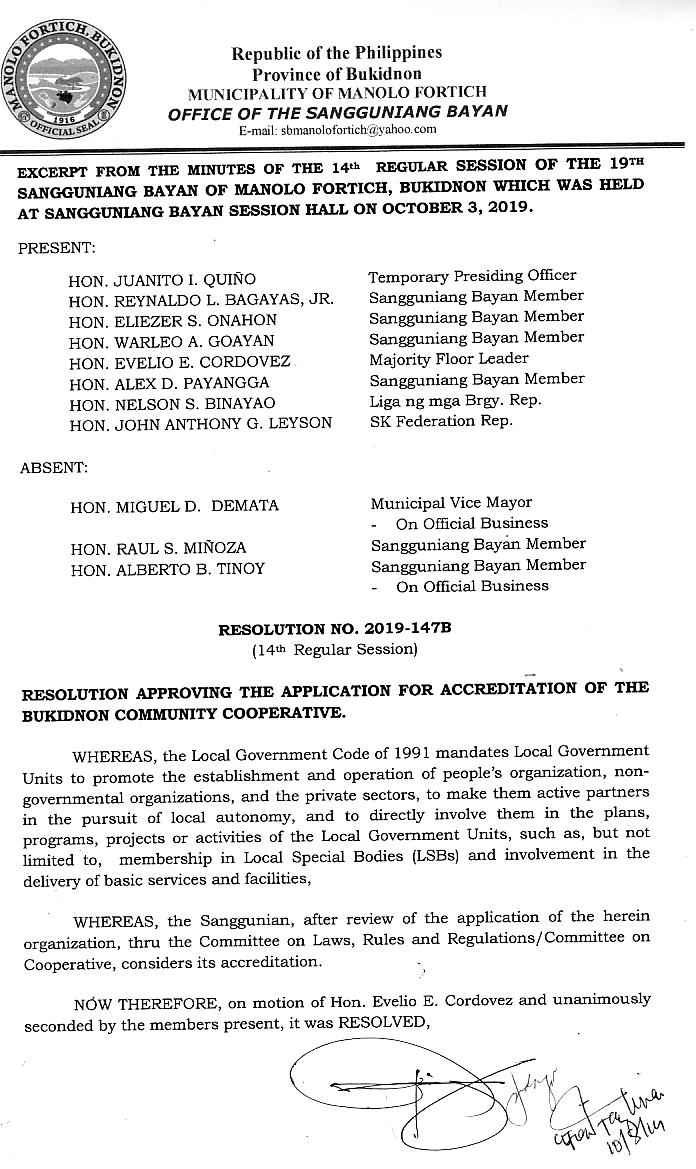 MANOLO FORTICH, BUKIDNON
1916
OFFICIAL SEAL
Republic of the Philippines
Province of Bukidnon
MUNICIPALITY OF MANOLO FORTICH
OFFICE OF THE SANGGUNIANG BAYAN
E-mail: sbmanolofortich@yahoo.com
EXCERPT FROM THE MINUTES OF THE 14th REGULAR SESSION OF THE 19TH
SANGGUNIANG BAYAN OF MANOLO FORTICH, BUKIDNON WHICH WAS HELD
AT SANGGUNIANG BAYAN SESSION HALL ON OCTOBER 3, 2019.
PRESENT:
HON. JUANITO I. QUIÑO Temporary Presiding Officer
HON. REYNALDO L. BAGAYAS, JR. Sangguniang Bayan Member
HON. ELIEZER S. ONAHON Sangguniang Bayan Member
HON. WARLEO A. GOAYAN Sangguniang Bayan Member
HON. EVELIO E. CORDOVEZ Majority Floor Leader
HON. ALEX D. PAYANGGA Sangguniang Bayan Member
HON. NELSON S. BINAYAO Liga ng mga Brgy. Rep.
HON. JOHN ANTHONY G. LEYSON SK Federation Rep.
ABSENT:
HON. MIGUEL D. DEMATA Municipal Vice Mayor
- On Official Business
HON. RAUL S. MIÑOZA Sangguniang Bayan Member
HON. ALBERTO B. TINOY Sangguniang Bayan Member
- On Official Business
RESOLUTION NO. 2019-147B
(14th Regular Session)
RESOLUTION APPROVING THE APPLICATION FOR ACCREDITATION OF THE
BUKIDNON COMMUNITY COOPERATIVE.
WHEREAS, the Local Government Code of 1991 mandates Local Government
Units to promote the establishment and operation of people's organization, non-
governmental organizations, and the private sectors, to make them active partners
in the pursuit of local autonomy, and to directly involve them in the plans,
programs, projects or activities of the Local Government Units, such as, but not
limited to, membership in Local Special Bodies (LSBs) and involvement in the
delivery of basic services and facilities,
WHEREAS, the Sanggunian, after review of the application of the herein
organization, thru the Committee on Laws, Rules and Regulations/Committee on
Cooperative, considers its accreditation.
NOW THEREFORE, on motion of Hon. Evelio E. Cordovez and unanimously
seconded by the members present, it was RESOLVED,